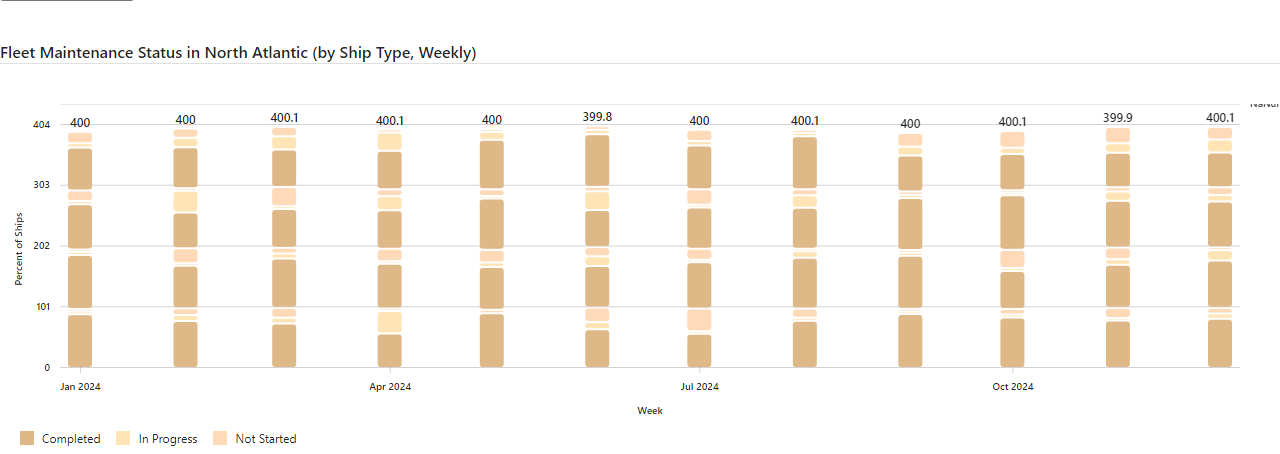 Fleet Maintenance Status in North Atlantic (by Ship Type, Weekly)
400 400 400.1 400.1 400 399.8 400 400.1 400 400.1 399.9 400.1
404
303
202
101
0
Percent of Ships
Jan 2024 Apr 2024 Jul 2024 Oct 2024
Week
Completed In Progress Not Started